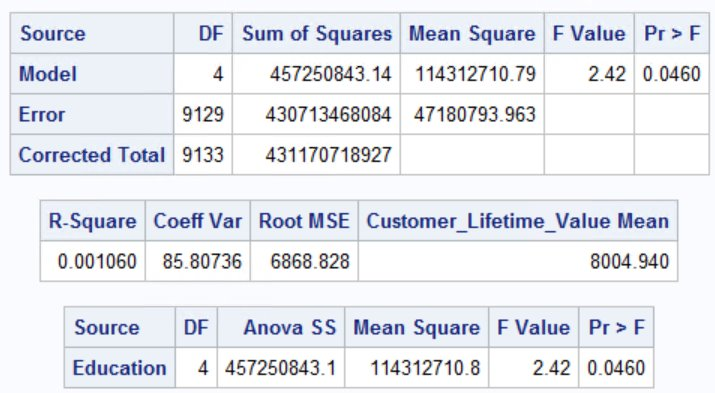 Source DF Sum of Squares Mean Square F Value Pr > F
Model 4 457250843.14 114312710.79 2.42 0.0460
Error 9129 430713468084 47180793.963
Corrected Total 9133 431170718927
R-Square Coeff Var Root MSE Customer_Lifetime_Value Mean
0.001060 85.80736 6868.828 8004.940
Source DF Anova SS Mean Square F Value Pr > F
Education 4 457250843.1 114312710.8 2.42 0.0460